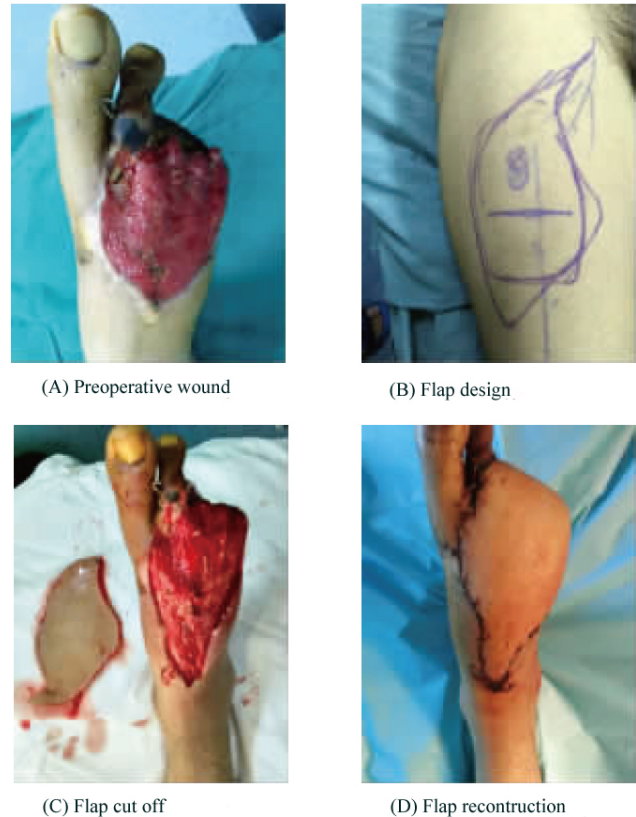 (A) Preoperative wound
(B) Flap design
(C) Flap cut off
(D) Flap recontruction